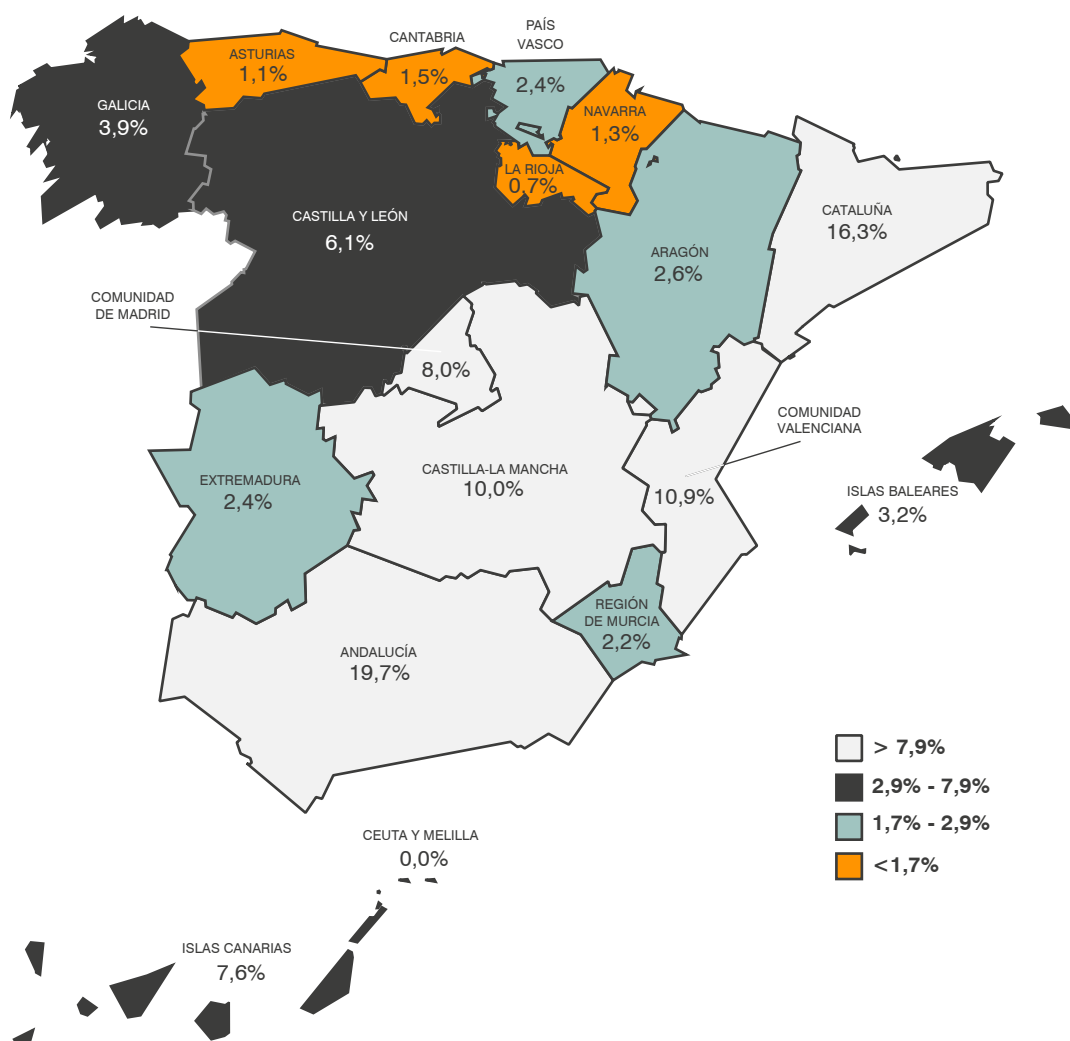 PAÍS
VASCO
2,4%
CANTABRIA
1,5%
ASTURIAS
1,1%
GALICIA
3,9%
NAVARRA
1,3%
LA RIOJA
0,7%
CASTILLA Y LEÓN
6,1%
CATALUÑA
16,3%
ARAGÓN
2,6%
COMUNIDAD
DE MADRID
8,0%
COMUNIDAD
VALENCIANA
10,9%
CASTILLA-LA MANCHA
10,0%
EXTREMADURA
2,4%
ISLAS BALEARES
3,2%
REGIÓN
DE MURCIA
2,2%
ANDALUCÍA
19,7%
> 7,9%
2,9% - 7,9%
1,7% - 2,9%
<1,7%
CEUTA Y MELILLA
0,0%
ISLAS CANARIAS
7,6%